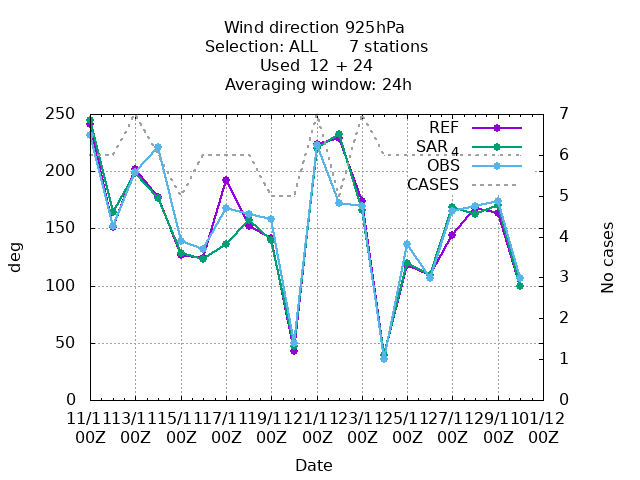 Wind direction 925hPa
Selection: ALL 7 stations
Used 12 + 24
Averaging window: 24h
250
200
150
100
50
0
deg
7
6
5
4
3
2
1
0
No cases
REF
SAR 4
OBS
CASES
11/11 13/11 15/11 17/11 19/11 21/11 23/11 25/11 27/11 29/11 01/12
00Z 00Z 00Z 00Z 00Z 00Z 00Z 00Z 00Z 00Z 00Z
Date